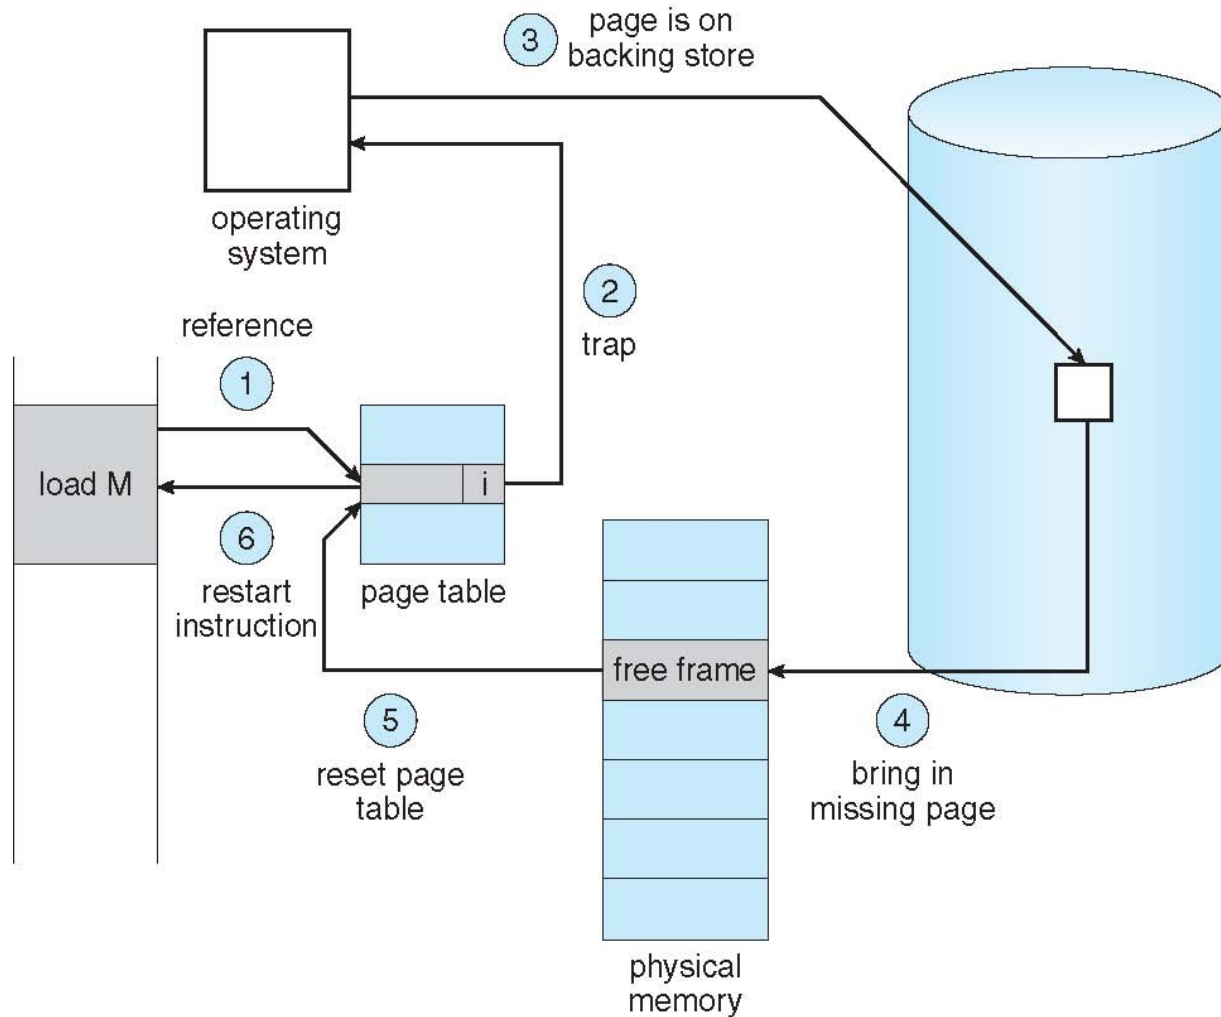 3
page is on
backing store
operating
system
2
trap
reference
1
load M
i
6
restart
instruction
page table
free frame
5
reset page
table
4
bring in
missing page
physical
memory